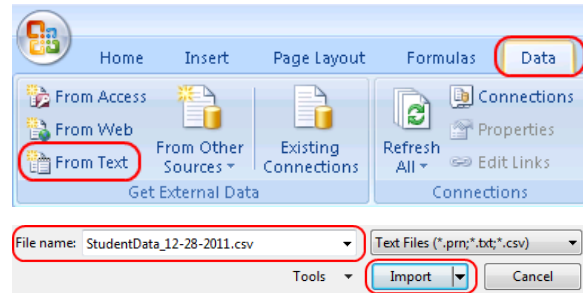 Home Insert Page Layout Formulas Data
From Access
From Web
From Text
From Other
Sources
Existing
Connections
Get External Data
Refresh
All
Connections
Properties
Edit Links
Connections
File name: StudentData_12-28-2011.csv Text Files (*.prn;*.txt;*.csv)
Tools Import Cancel